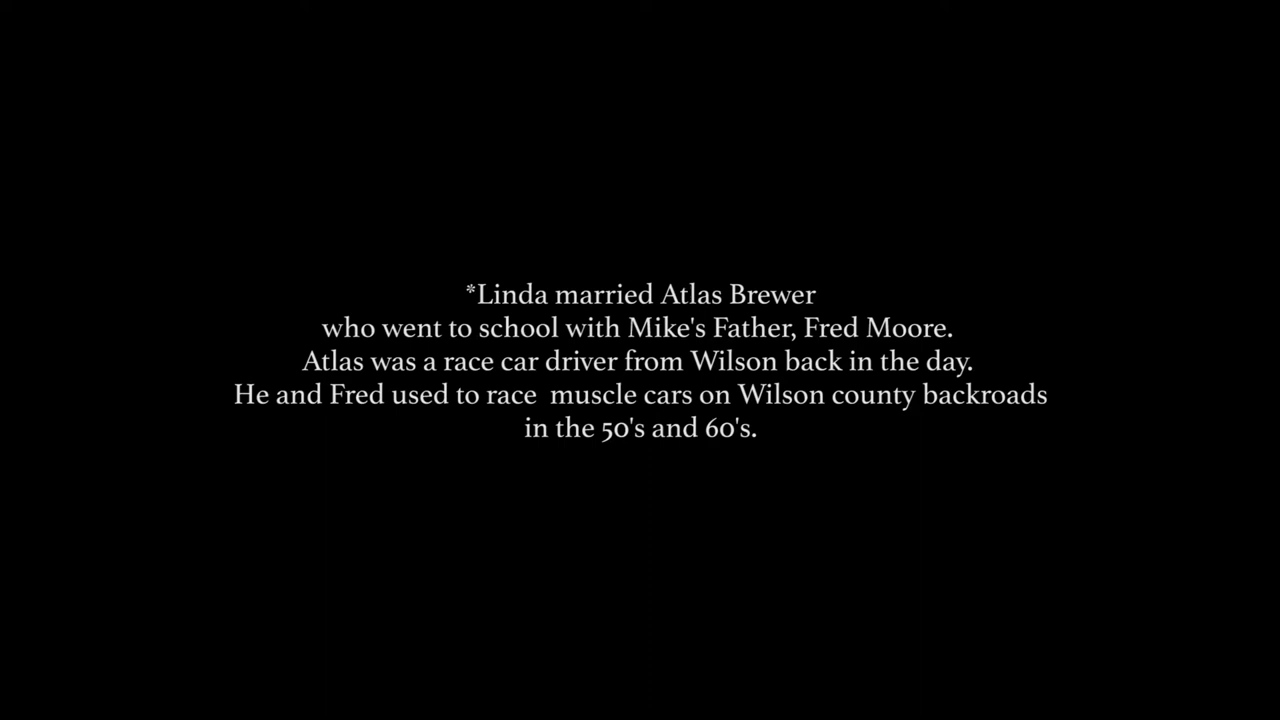 *Linda married Atlas Brewer
who went to school with Mike's Father, Fred Moore.
Atlas was a race car driver from Wilson back in the day.
He and Fred used to race  muscle cars on Wilson county backroads
in the 50's and 60's.